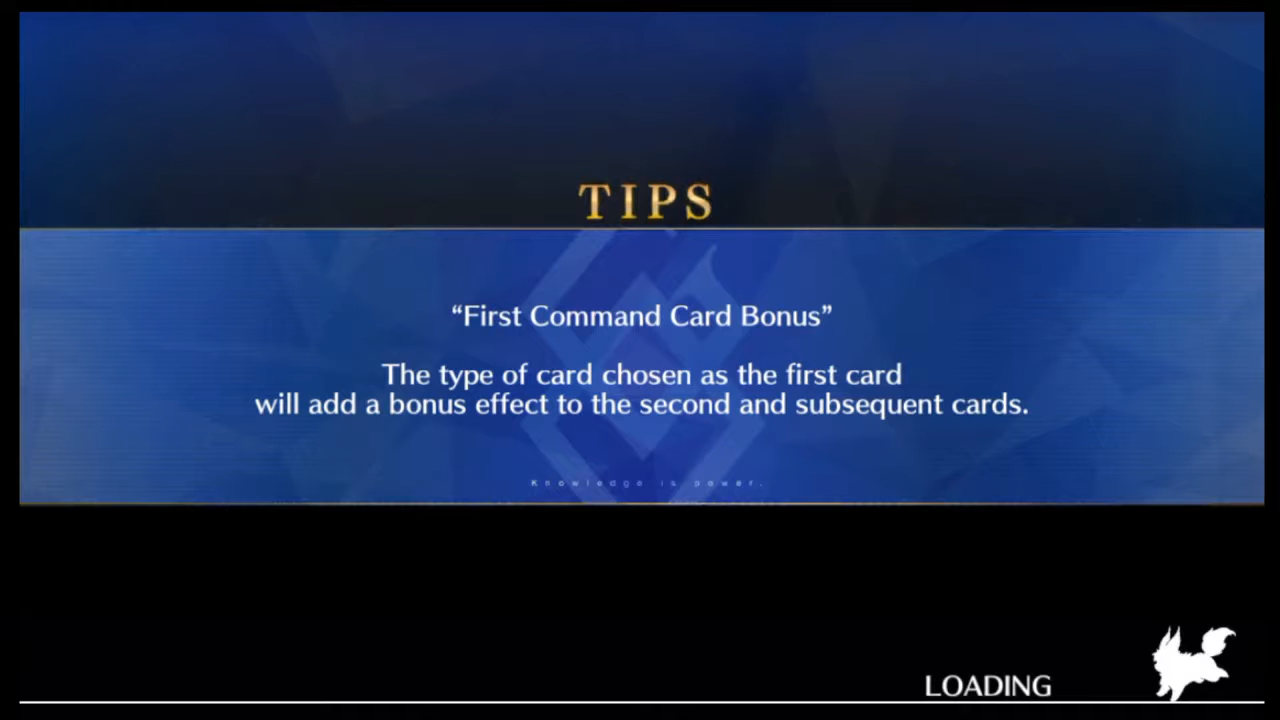 TIPS
“First Command Card Bonus”
The type of card chosen as the first card
will add a bonus effect to the second and subsequent cards.
Knowledge is power.
LOADING